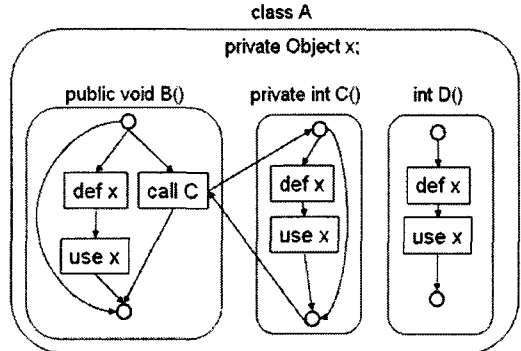 class A
private Object x;
public void B()
private int C()
int D()
def x
call C
use x
def x
use x
def x
use x